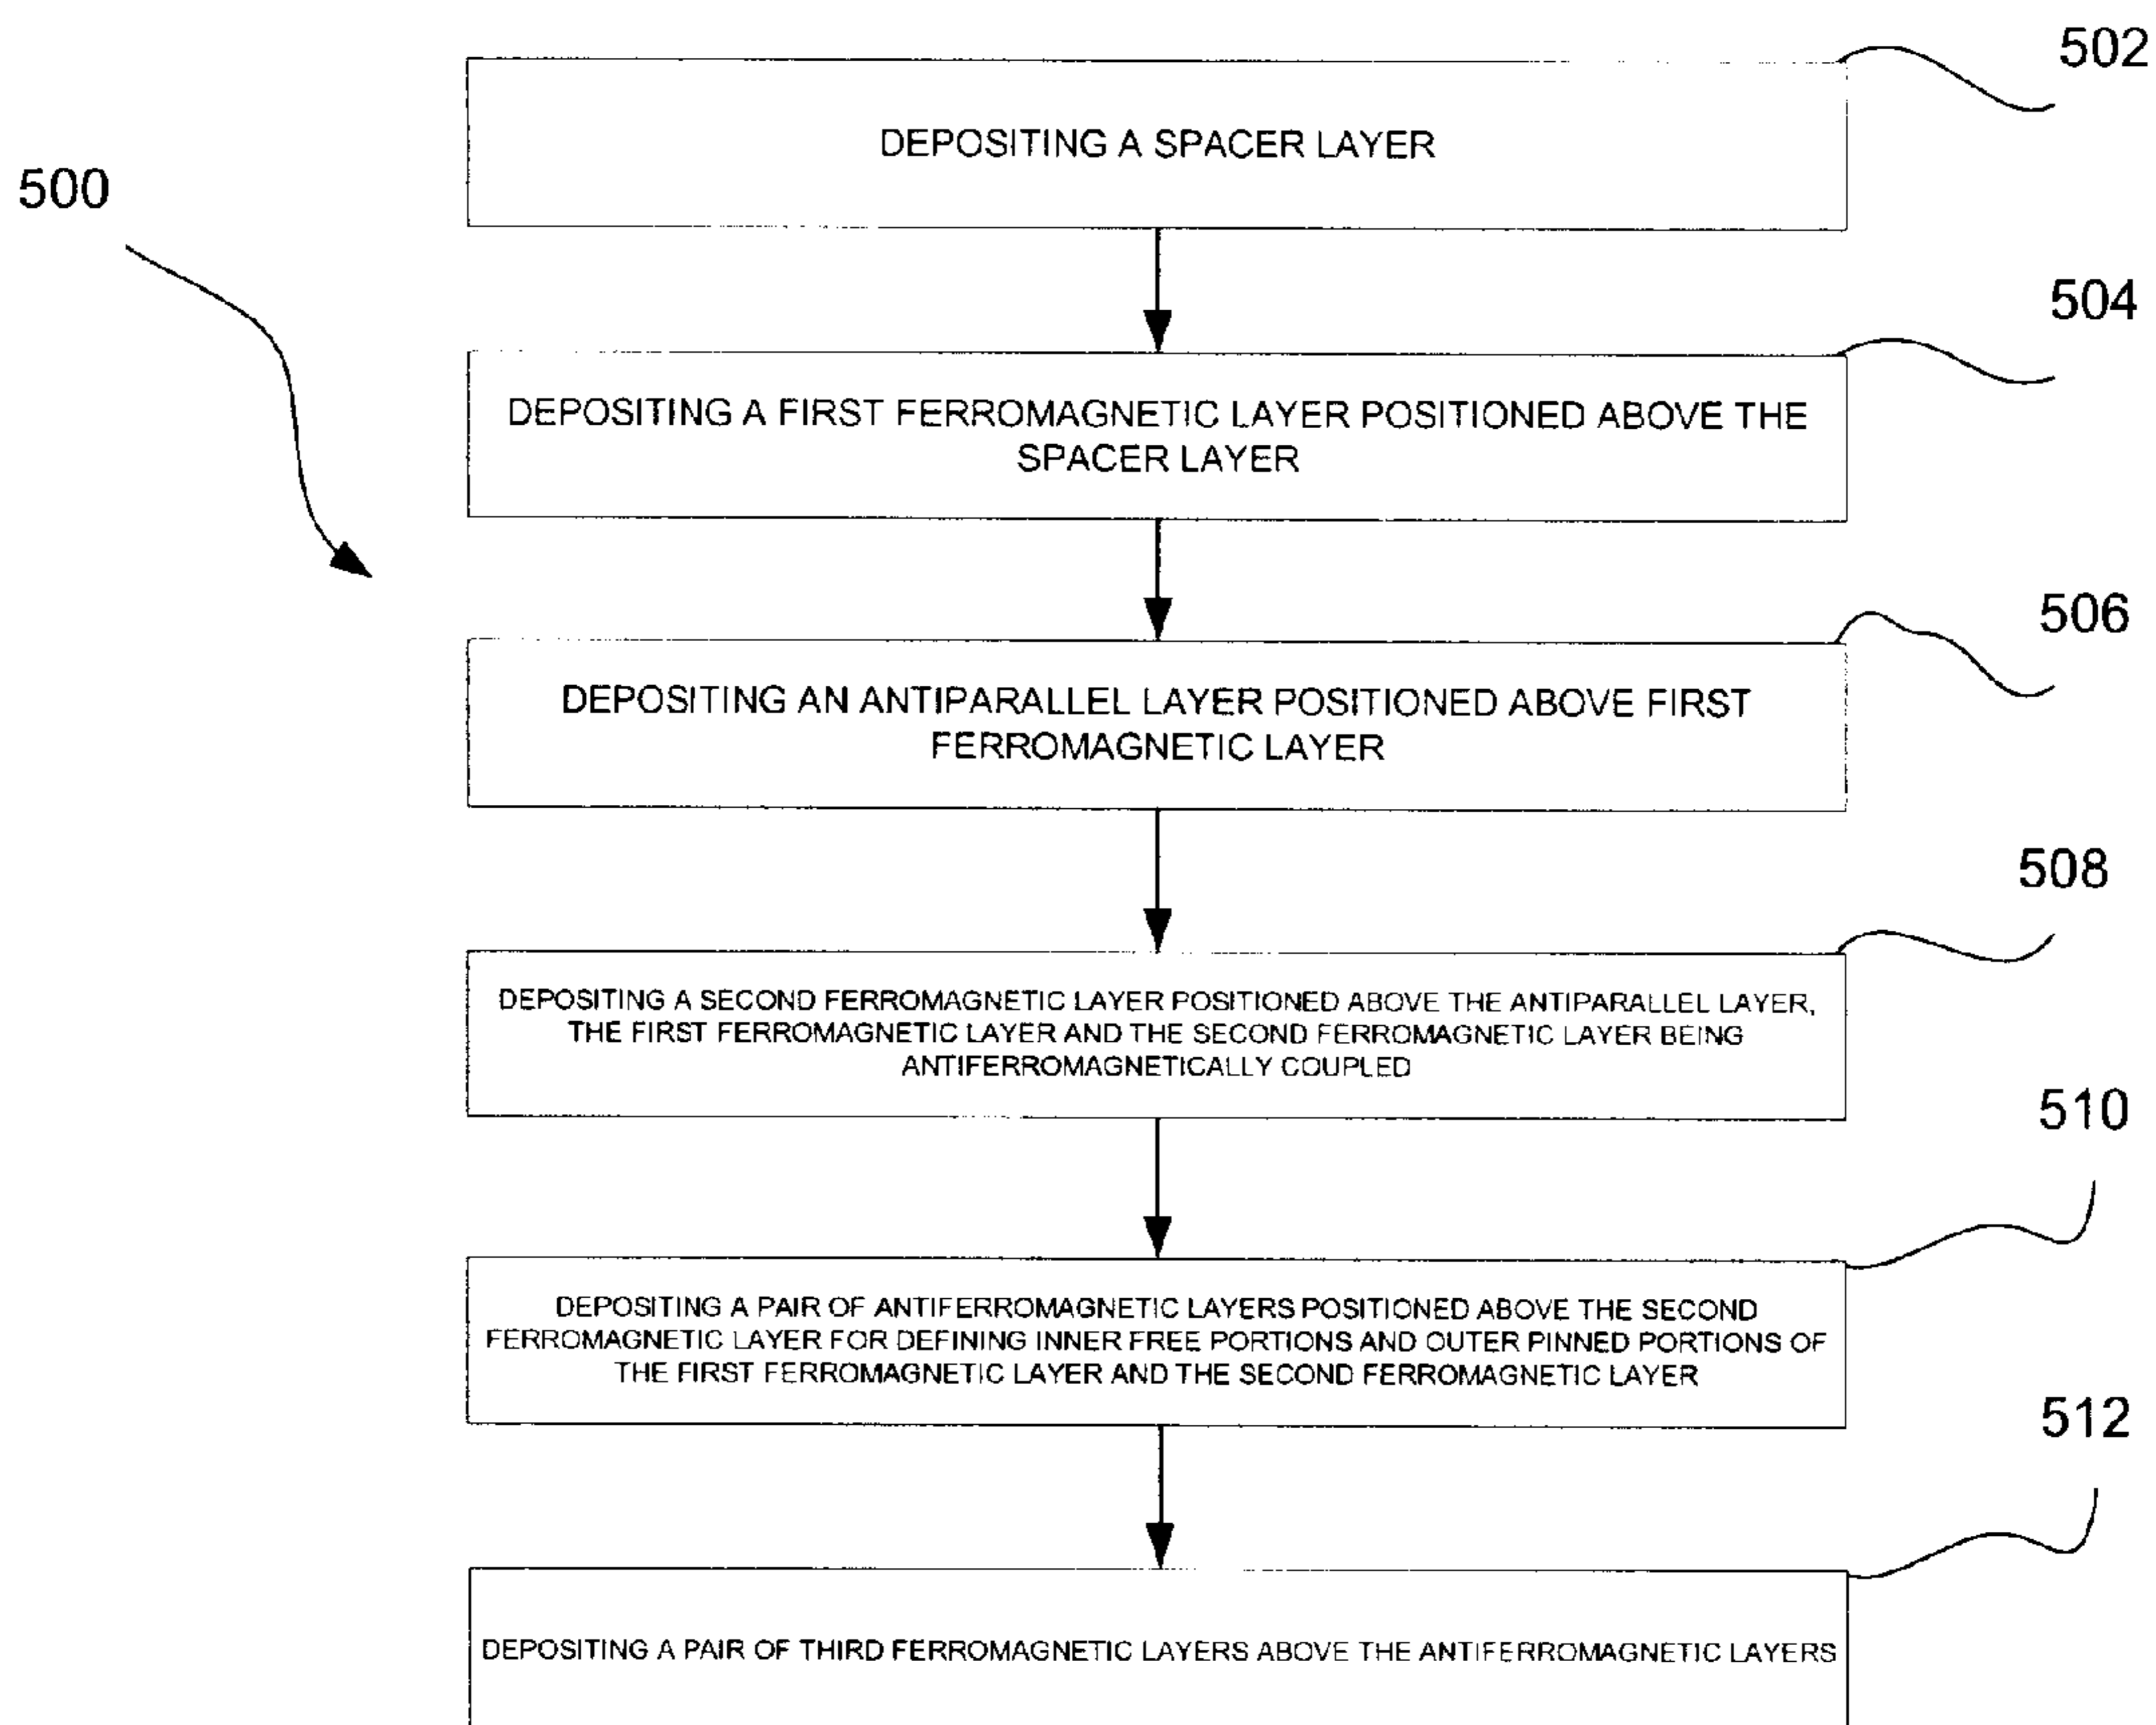 502
DEPOSITING A SPACER LAYER
500
504
DEPOSITING A FIRST FERROMAGNETIC LAYER POSITIONED ABOVE THE
SPACER LAYER
506
DEPOSITING AN ANTIPARALLEL LAYER POSITIONED ABOVE FIRST
FERROMAGNETIC LAYER
508
DEPOSITING A SECOND FERROMAGNETIC LAYER POSITIONED ABOVE THE ANTIPARALLEL LAYER,
THE FIRST FERROMAGNETIC LAYER AND THE SECOND FERROMAGNETIC LAYER BEING
ANTIFERROMAGNETICALLY COUPLED
510
DEPOSITING A PAIR OF ANTIFERROMAGNETIC LAYERS POSITIONED ABOVE THE SECOND
FERROMAGNETIC LAYER FOR DEFINING INNER FREE PORTIONS AND OUTER PINNED PORTIONS OF
THE FIRST FERROMAGNETIC LAYER AND THE SECOND FERROMAGNETIC LAYER
512
DEPOSITING A PAIR OF THIRD FERROMAGNETIC LAYERS ABOVE THE ANTIFERROMAGNETIC LAYERS